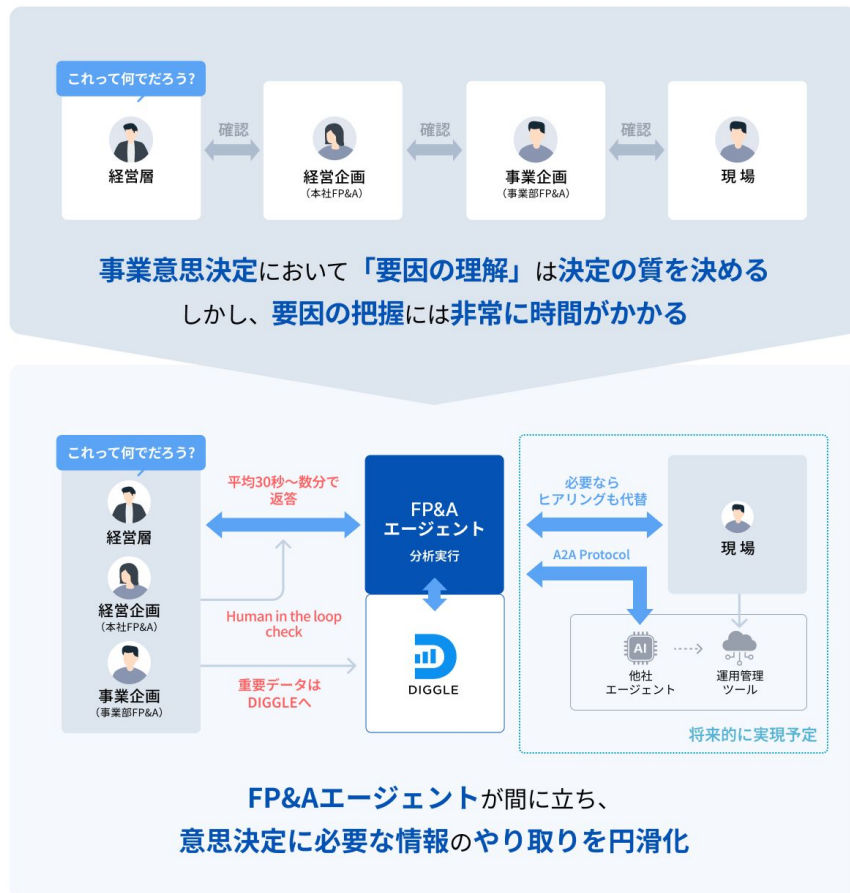 これって何でだろう?
確認
確認
確認
経営層
経営企画
(本社FP&A)
事業企画
(事業部FP&A)
現場
事業意思決定において「要因の理解」は決定の質を決める
しかし、要因の把握には非常に時間がかかる
これって何でだろう?
経営層
経営企画
(本社FP&A)
事業企画
(事業部FP&A)
平均30秒～数分で
返答
Human in the loop
check
重要データは
DIGGLEへ
FP&A
エージェント
分析実行
DIGGLE
必要なら
ヒアリングも代替
A2A Protocol
現場
AI
他社
エージェント
運用管理
ツール
将来的に実現予定
FP&Aエージェントが間に立ち、
意思決定に必要な情報のやり取りを円滑化